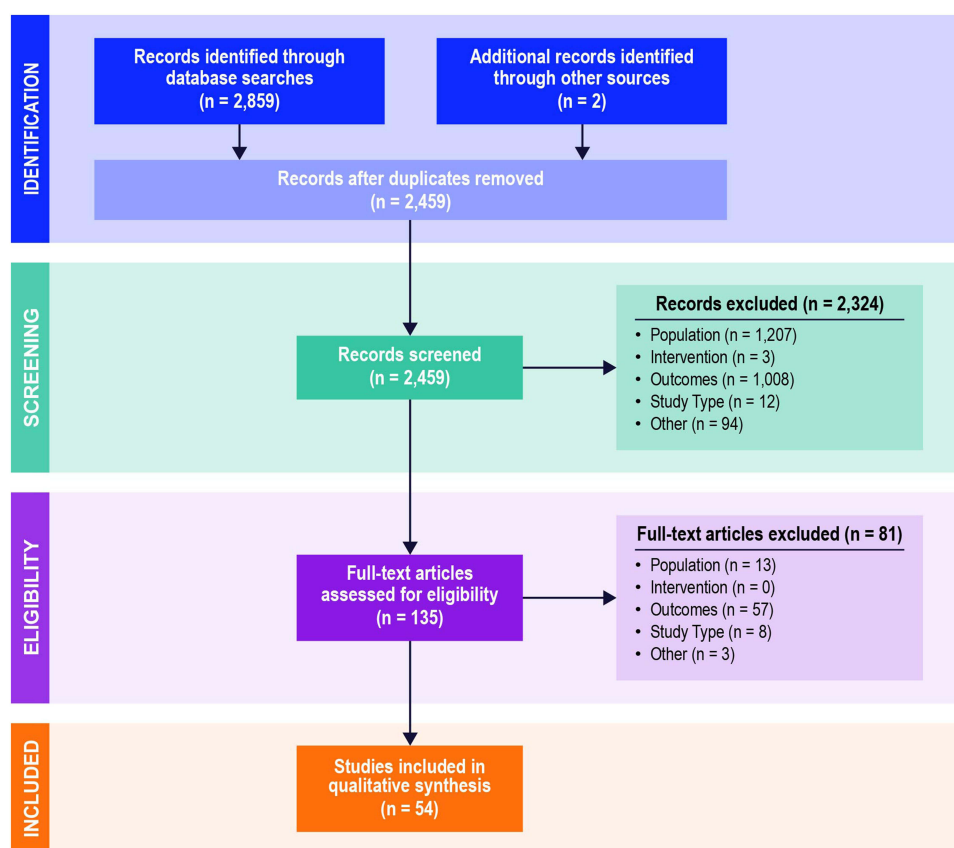 IDENTIFICATION
Records identified through
database searches
(n = 2,859)
Additional records identified
through other sources
(n = 2)
Records after duplicates removed
(n = 2,459)
SCREENING
Records screened
(n = 2,459)
Records excluded (n = 2,324)
• Population (n = 1,207)
• Intervention (n = 3)
• Outcomes (n = 1,008)
• Study Type (n = 12)
• Other (n = 94)
ELIGIBILITY
Full-text articles
assessed for eligibility
(n = 135)
Full-text articles excluded (n = 81)
• Population (n = 13)
• Intervention (n = 0)
• Outcomes (n = 57)
• Study Type (n = 8)
• Other (n = 3)
INCLUDED
Studies included in
qualitative synthesis
(n = 54)